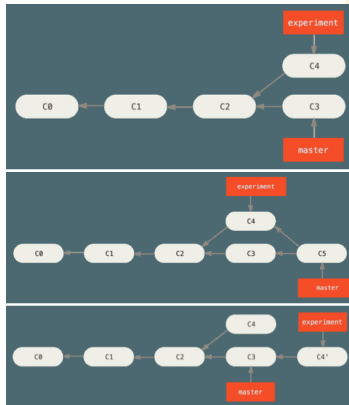 experiment
C4
C0 C1 C2 C3
master
experiment
C4
C0 C1 C2 C3 C5
master
C4 experiment
C0 C1 C2 C3 C4'
master